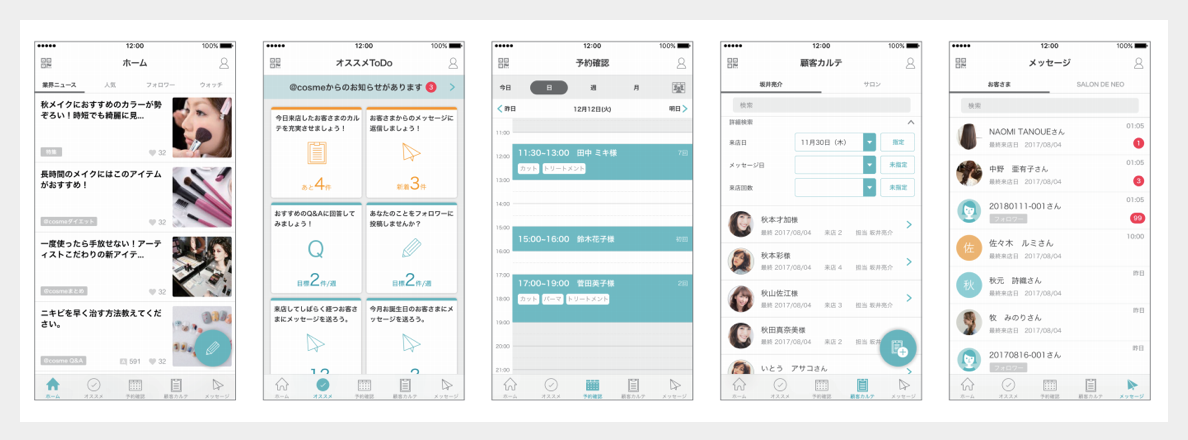 12:00
100%
ホーム
業界ニュース 人気 フォロワー ウォッチ
秋メイクにおすすめのカラーが勢
ぞろい！時短でも綺麗に見...
特集 32
長時間のメイクにはこのアイテム
がおすすめ！
@cosmeダイエット 32
一度使ったら手放せない！アーテ
ィストこだわりの新アイテ...
@cosmeまとめ 32
ニキビを早く治す方法教えてくだ
さい。
@cosme Q&A 591 32
ホーム オススメ 予約確認 顧客カルテ メッセージ
12:00
100%
オススメToDo
@cosmeからのお知らせがあります 3
今日来店したお客さまのカル
テを充実させましょう！
あと4件
お客さまからのメッセージに
返信しましょう！
新着3件
おすすめのQ&Aに回答して
みましょう！
Q
目標2件/週
あなたのことをフォロワーに
投稿しませんか？
目標2件/週
来店してしばらく経つお客さ
まにメッセージを送ろう。
今月お誕生日のお客さまにメ
ッセージを送ろう。
ホーム オススメ 予約確認 顧客カルテ メッセージ
12:00
100%
予約確認
今日 日 週 月
昨日 12月12日(火) 明日
11:00
12:00
11:30~13:00 田中 ミキ様 7回
カット トリートメント
13:00
14:00
15:00
15:00~16:00 鈴木花子様 初回
16:00
17:00
17:00~19:00 菅田英子様 2回
カット パーマ トリートメント
18:00
19:00
20:00
21:00
ホーム オススメ 予約確認 顧客カルテ メッセージ
12:00
100%
顧客カルテ
坂井亮介 サロン
検索
詳細検索
来店日 11月30日（木） 指定
メッセージ日 未指定
来店回数 未指定
秋本才加様
最終 2017/08/04 来店 2 担当 坂井亮介
秋本彩様
最終 2017/08/04 来店 4 担当 坂井亮介
秋山佐江様
最終 2017/08/04 来店 3 担当 坂井亮介
秋田真奈美様
最終 2017/08/04 来店 2 担当 坂井
いとう アサコさん
ホーム オススメ 予約確認 顧客カルテ メッセージ
12:00
100%
メッセージ
お客さま SALON DE NEO
検索
NAOMI TANOUEさん 01:05
最終来店日 2017/08/04 1
中野 亜有子さん 01:05
最終来店日 2017/08/04 3
20180111-001さん 01:05
フォロワー 99
佐
佐々木 ルミさん 10:00
最終来店日 2017/08/04
秋
秋元 詩織さん 昨日
最終来店日 2017/08/04
牧 みのりさん 昨日
最終来店日 2017/08/04
20170816-001さん 昨日
フォロワー
ホーム オススメ 予約確認 顧客カルテ メッセージ